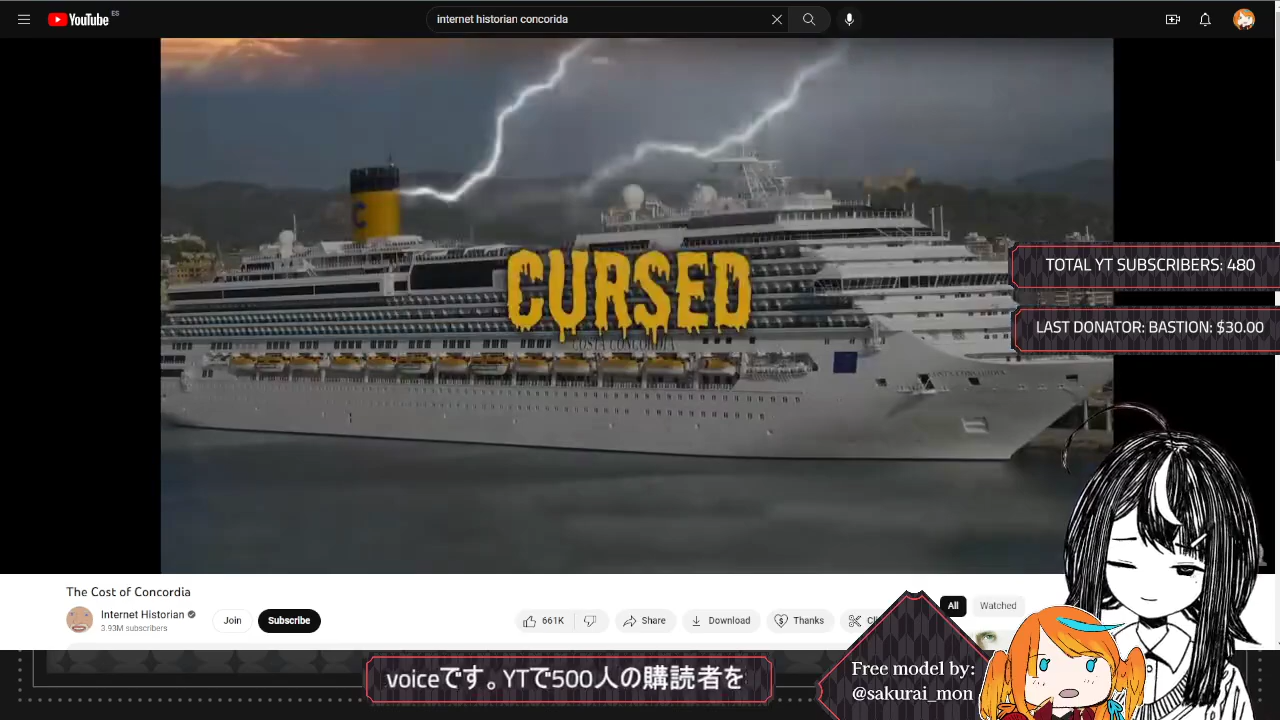 YouTube ES
internet historian concorida
CURSED
COSTA CONCORDIA
TOTAL YT SUBSCRIBERS: 480
LAST DONATOR: BASTION: $30.00
The Cost of Concordia
Internet Historian
3.93M subscribers
Join
Subscribe
661K
Share
Download
Thanks
All
Watched
voiceです。YTで500人の購読者を
Free model by:
@sakurai_mon